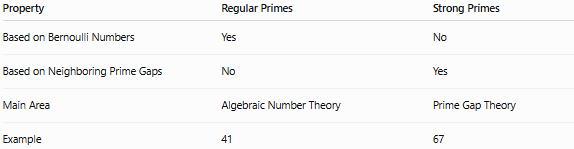 Property Regular Primes Strong Primes
Based on Bernoulli Numbers Yes No
Based on Neighboring Prime Gaps No Yes
Main Area Algebraic Number Theory Prime Gap Theory
Example 41 67